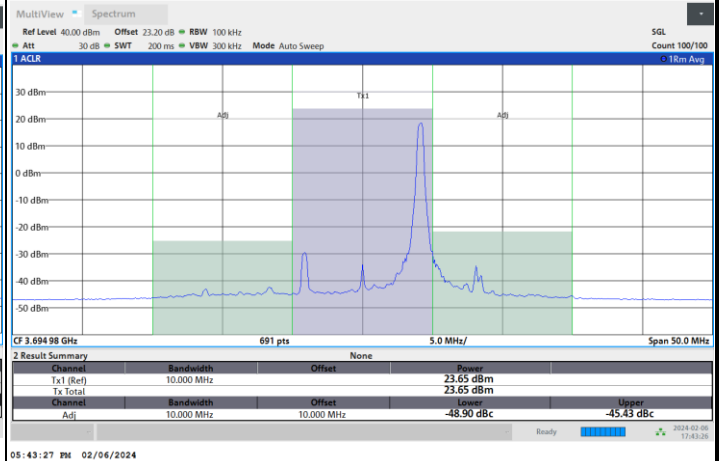 MultiView Spectrum
Ref Level 40.00 dBm Offset 23.20 dB RBW 100 kHz SGL
Att 30 dB SWT 200 ms VBW 300 kHz Mode Auto Sweep Count 100/100
1 ACLR 1Rm Avg
30 dBm
Tx1
20 dBm
Adj Adj
10 dBm
0 dBm
-10 dBm
-20 dBm
-30 dBm
-40 dBm
-50 dBm
CF 3.694 98 GHz 691 pts 5.0 MHz/ Span 50.0 MHz
2 Result Summary None
Channel Bandwidth Offset Power
Tx1 (Ref) 10.000 MHz 23.65 dBm
Tx Total 23.65 dBm
Channel Bandwidth Offset Lower Upper
Adj 10.000 MHz 10.000 MHz -48.90 dBc -45.43 dBc
Ready 2024-02-06
17:43:26
05:43:27 PM 02/06/2024